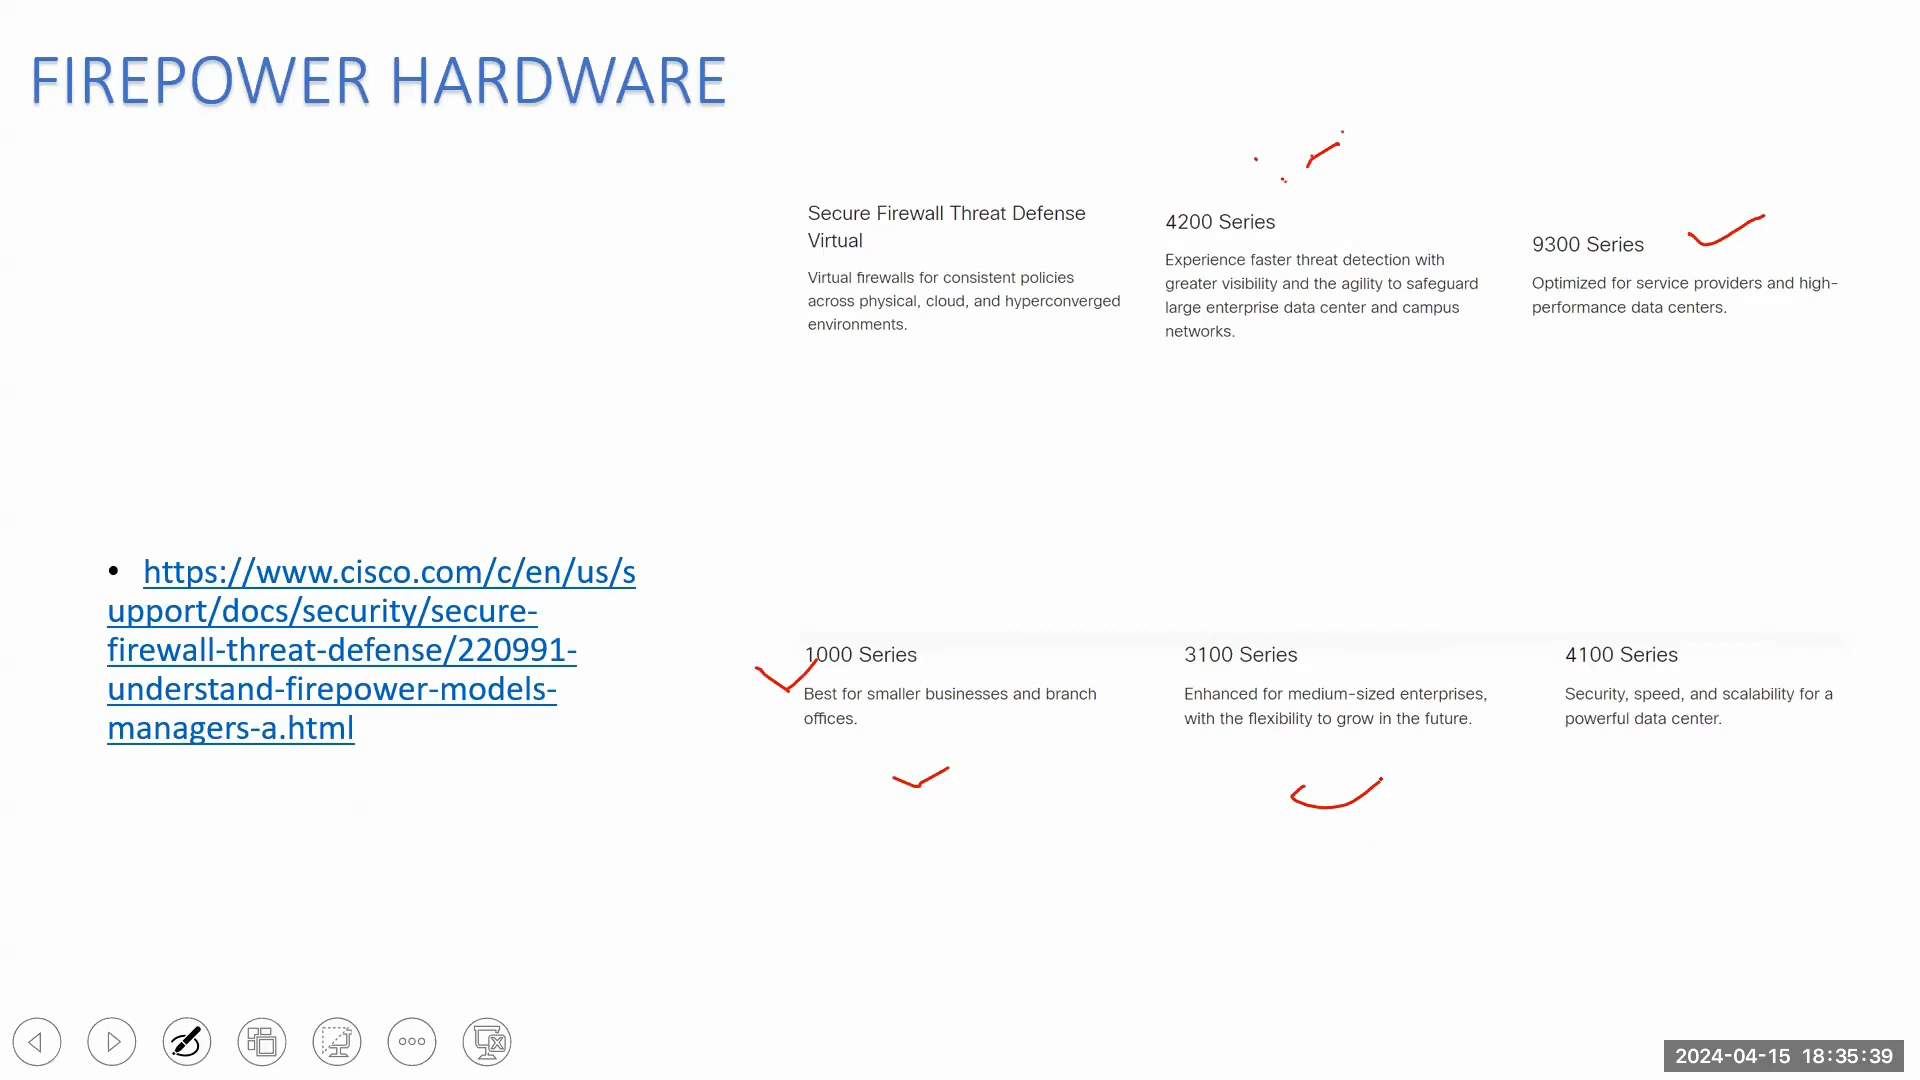 FIREPOWER HARDWARE
Secure Firewall Threat Defense
Virtual
Virtual firewalls for consistent policies
across physical, cloud, and hyperconverged
environments.
4200 Series
Experience faster threat detection with
greater visibility and the agility to safeguard
large enterprise data center and campus
networks.
9300 Series
Optimized for service providers and high-
performance data centers.
• https://www.cisco.com/c/en/us/s
upport/docs/security/secure-
firewall-threat-defense/220991-
understand-firepower-models-
managers-a.html
1000 Series
Best for smaller businesses and branch
offices.
3100 Series
Enhanced for medium-sized enterprises,
with the flexibility to grow in the future.
4100 Series
Security, speed, and scalability for a
powerful data center.
2024-04-15 18:35:39